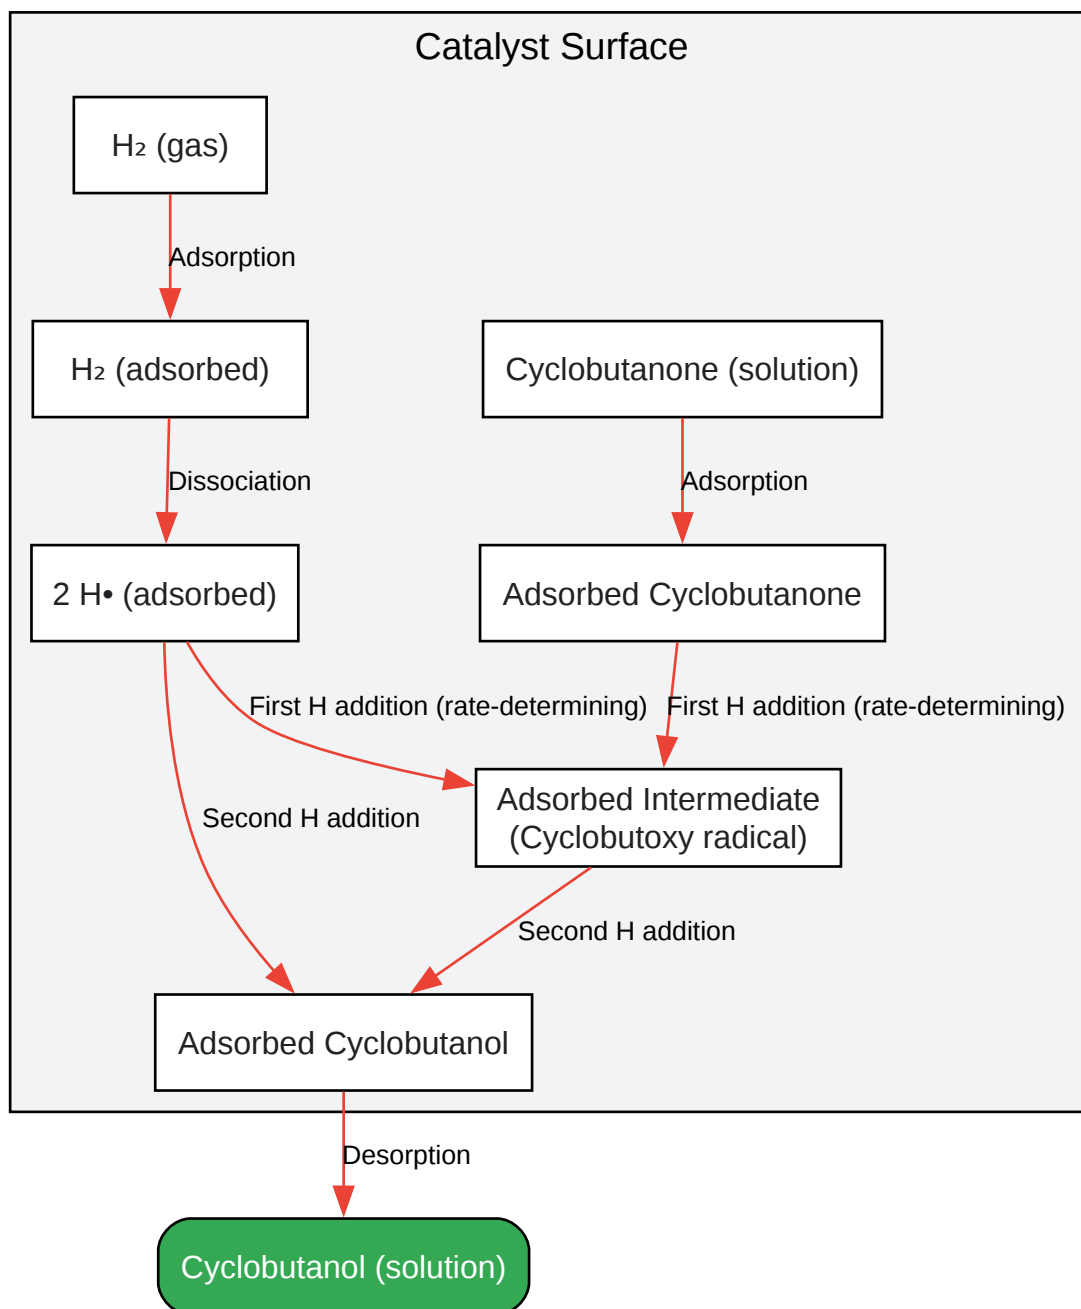 Catalyst Surface
H₂ (gas)
Adsorption
H₂ (adsorbed)
Cyclobutanone (solution)
Dissociation
Adsorption
2 H• (adsorbed)
Adsorbed Cyclobutanone
First H addition (rate-determining)
First H addition (rate-determining)
Adsorbed Intermediate
(Cyclobutoxy radical)
Second H addition
Second H addition
Adsorbed Cyclobutanol
Desorption
Cyclobutanol (solution)